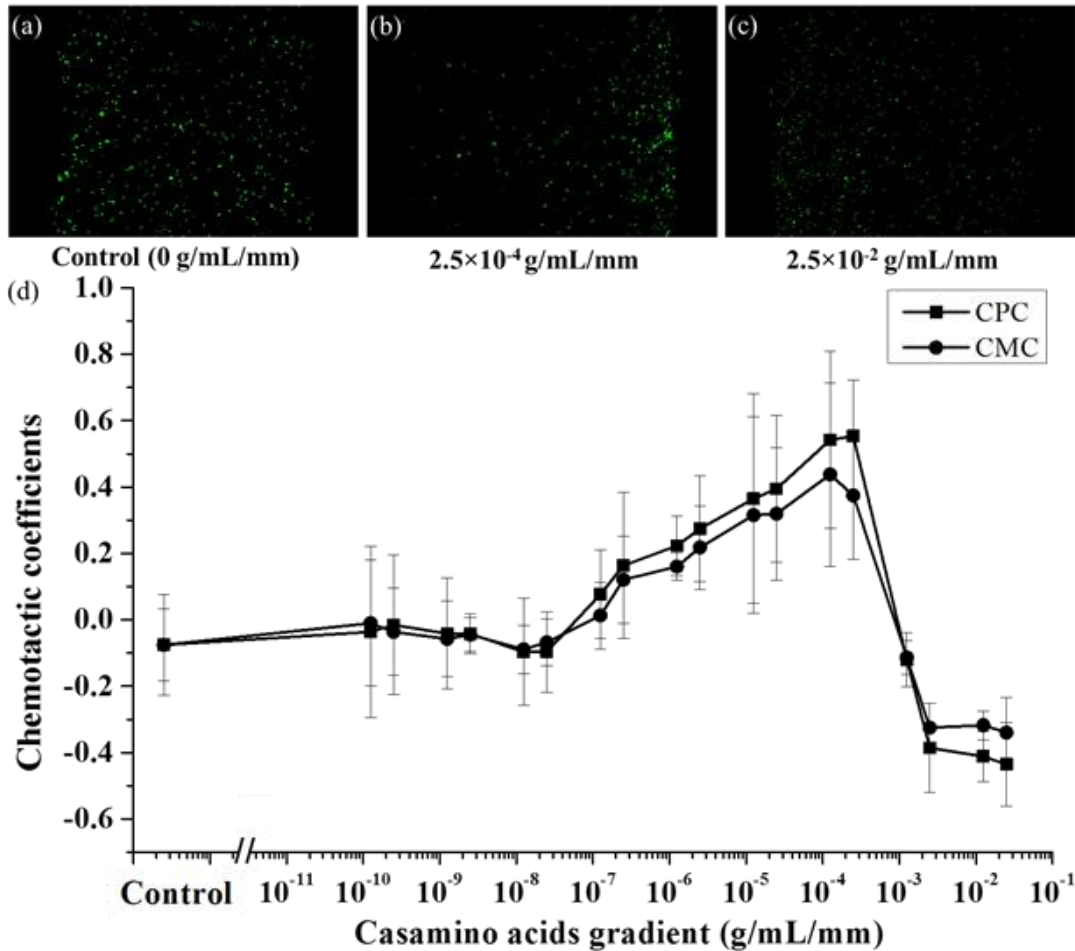 (a) (b) (c)
Control (0 g/mL/mm) 2.5×10⁻⁴ g/mL/mm 2.5×10⁻² g/mL/mm
(d)
CPC
CMC
1.0
0.8
0.6
0.4
0.2
0.0
-0.2
-0.4
-0.6
Chemotactic coefficients
Control 10⁻¹¹ 10⁻¹⁰ 10⁻⁹ 10⁻⁸ 10⁻⁷ 10⁻⁶ 10⁻⁵ 10⁻⁴ 10⁻³ 10⁻² 10⁻¹
Casamino acids gradient (g/mL/mm)